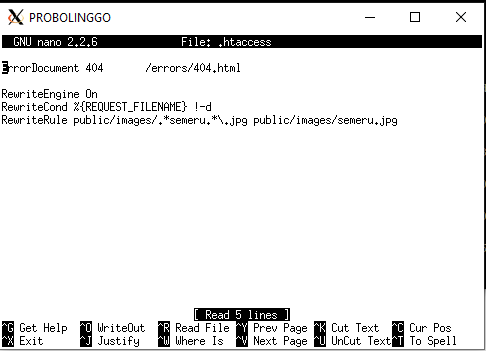 PROBOLINGGO
GNU nano 2.2.6 File: .htaccess
ErrorDocument 404 /errors/404.html
RewriteEngine On
RewriteCond %{REQUEST_FILENAME} !-d
RewriteRule public/images/.*semeru.*\.jpg public/images/semeru.jpg
[ Read 5 lines ]
^G Get Help ^O WriteOut ^R Read File ^Y Prev Page ^K Cut Text ^C Cur Pos
^X Exit ^J Justify ^W Where Is ^V Next Page ^U UnCut Text ^T To Spell